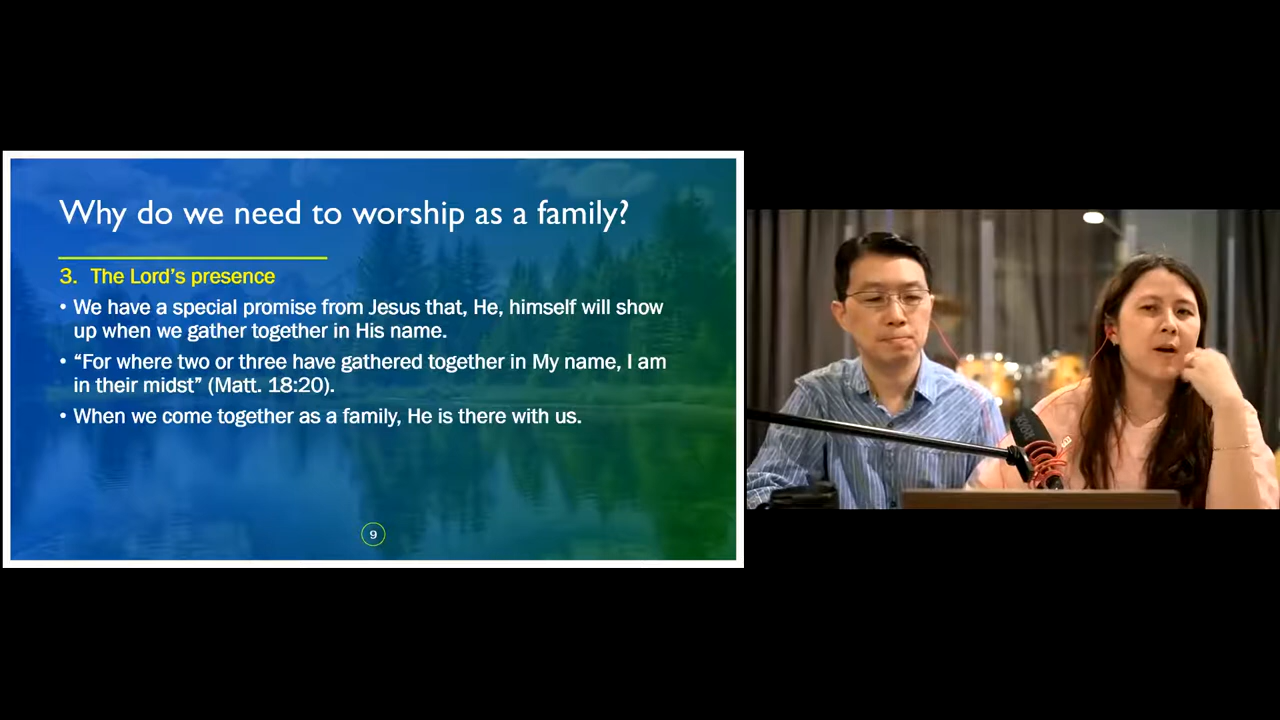 Why do we need to worship as a family?
3. The Lord's presence
• We have a special promise from Jesus that, He, himself will show
up when we gather together in His name.
• “For where two or three have gathered together in My name, I am
in their midst” (Matt. 18:20).
• When we come together as a family, He is there with us.
9